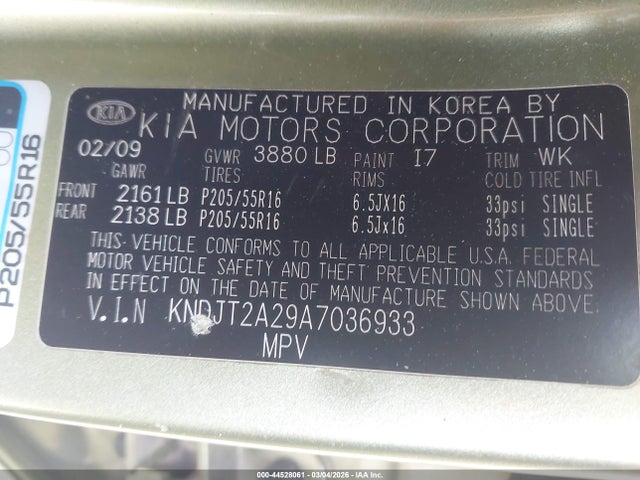 KIA
MANUFACTURED IN KOREA BY
KIA MOTORS CORPORATION
02/09 GVWR 3880 LB PAINT I7 TRIM WK
GAWR TIRES RIMS COLD TIRE INFL
FRONT 2161 LB P205/55R16 6.5JX16 33psi SINGLE
REAR 2138 LB P205/55R16 6.5Jx16 33psi SINGLE
THIS VEHICLE CONFORMS TO ALL APPLICABLE U.S.A. FEDERAL
MOTOR VEHICLE SAFETY AND THEFT PREVENTION STANDARDS
IN EFFECT ON THE DATE OF MANUFACTURE SHOWN ABOVE.
V.I.N KNDJT2A29A7036933
MPV
P205/55R16
000-44528061 - 03/04/2026 - IAA Inc.